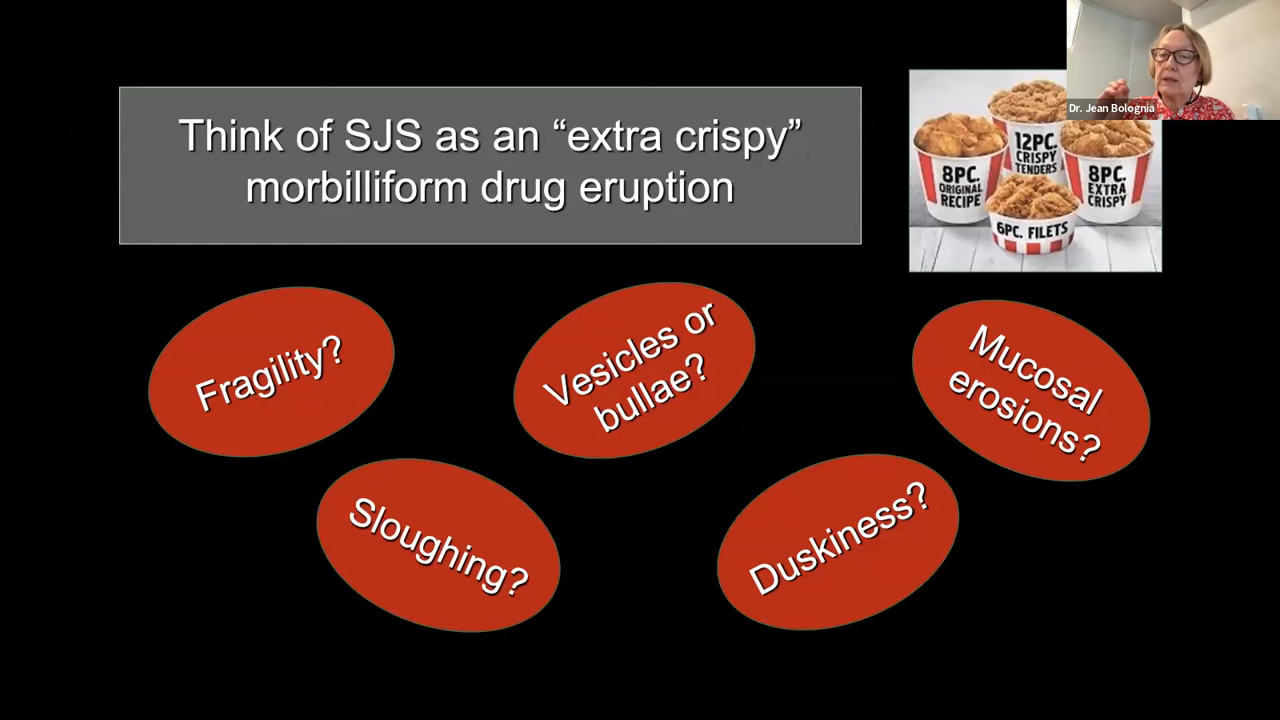 Think of SJS as an “extra crispy”
morbilliform drug eruption
Dr. Jean Bolognia
12PC.
CRISPY
TENDERS
8PC.
ORIGINAL
RECIPE
8PC.
EXTRA
CRISPY
6PC. FILETS
Fragility?
Vesicles or
bullae?
Mucosal
erosions?
Sloughing?
Duskiness?